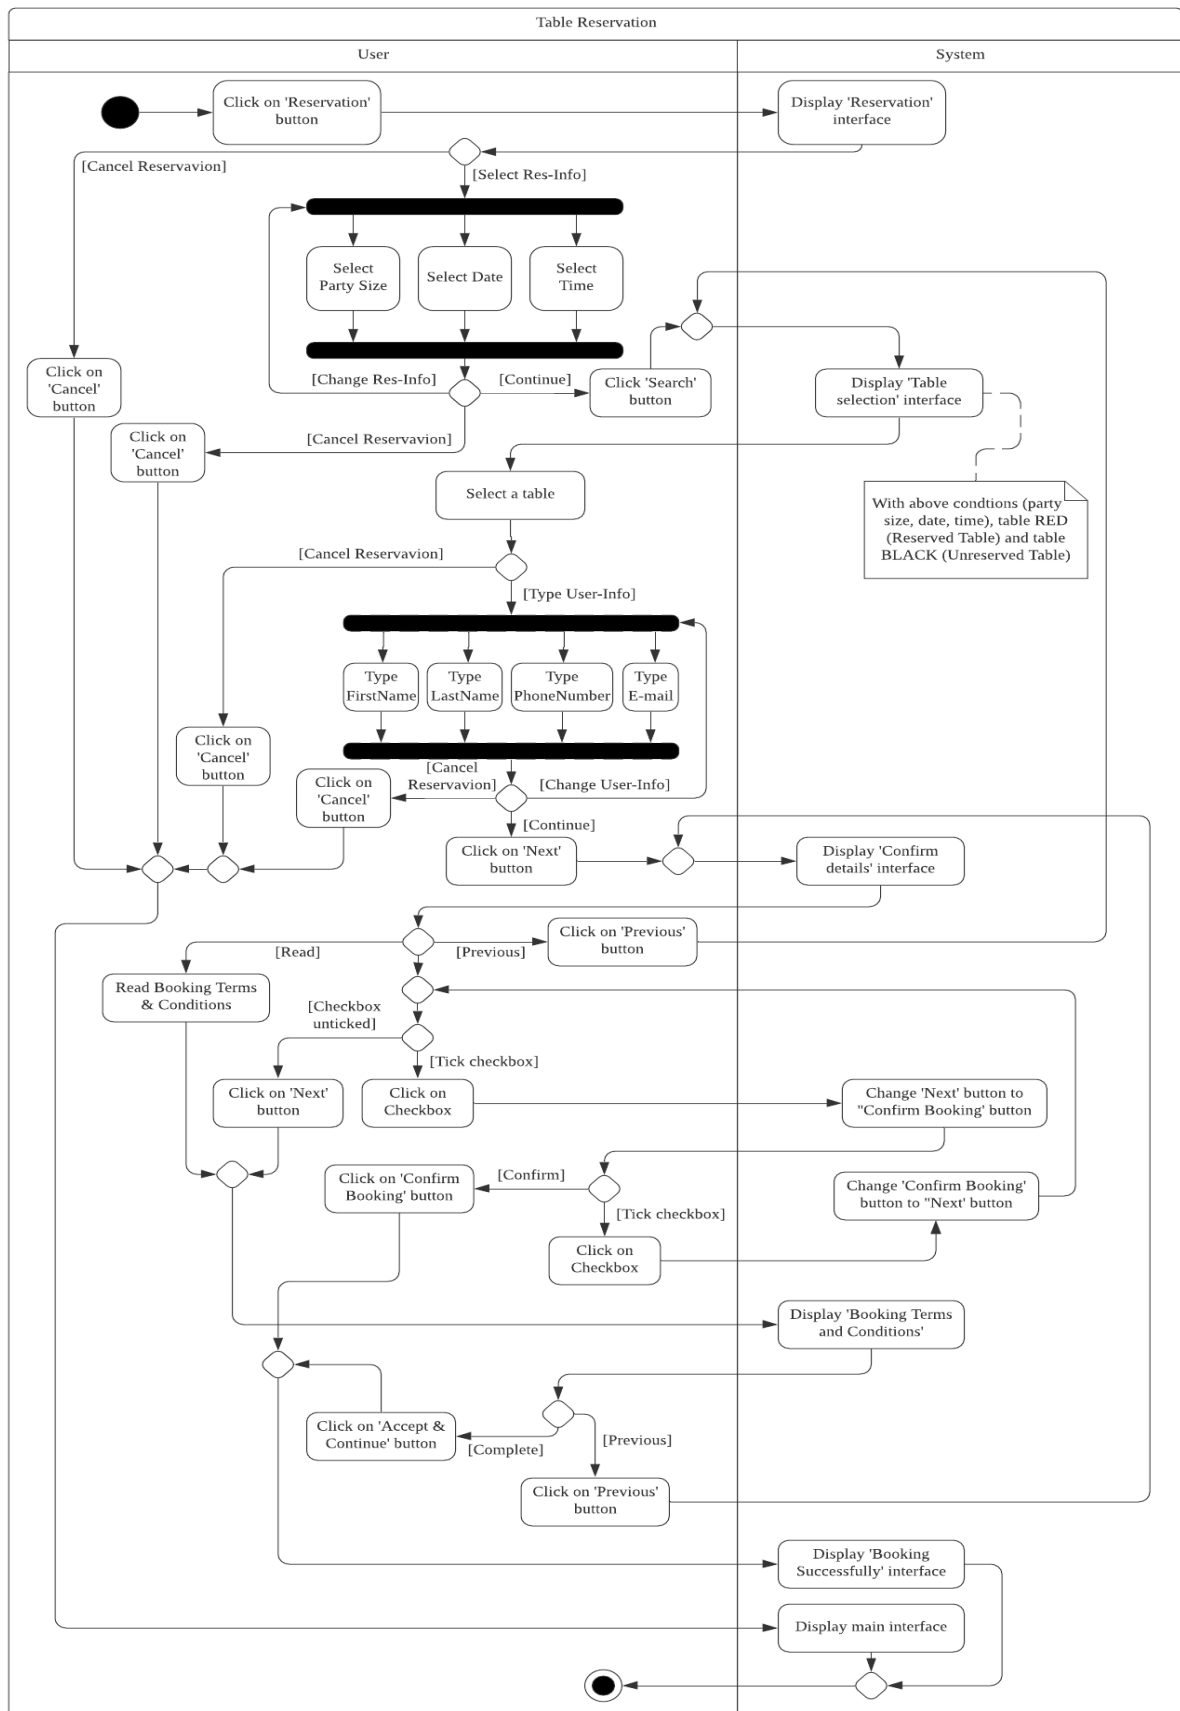 Table Reservation
User
System
Click on 'Reservation'
button
Display 'Reservation'
interface
[Cancel Reservavion]
[Select Res-Info]
Select
Party Size
Select Date
Select
Time
[Change Res-Info]
[Continue]
Click 'Search'
button
Display 'Table
selection' interface
Click on
'Cancel'
button
[Cancel Reservavion]
Click on
'Cancel'
button
Select a table
With above condtions (party
size, date, time), table RED
(Reserved Table) and table
BLACK (Unreserved Table)
[Cancel Reservavion]
[Type User-Info]
Type
FirstName
Type
LastName
Type
PhoneNumber
Type
E-mail
Click on
'Cancel'
button
[Cancel
Reservavion]
[Change User-Info]
Click on
'Cancel'
button
[Continue]
Click on 'Next'
button
Display 'Confirm
details' interface
[Read]
[Previous]
Click on 'Previous'
button
Read Booking Terms
& Conditions
[Checkbox
unticked]
[Tick checkbox]
Click on 'Next'
button
Click on
Checkbox
Change 'Next' button to
"Confirm Booking' button
Click on 'Confirm
Booking' button
[Confirm]
[Tick checkbox]
Change 'Confirm Booking'
button to "Next' button
Click on
Checkbox
Display 'Booking Terms
and Conditions'
Click on 'Accept &
Continue' button
[Complete]
[Previous]
Click on 'Previous'
button
Display 'Booking
Successfully' interface
Display main interface